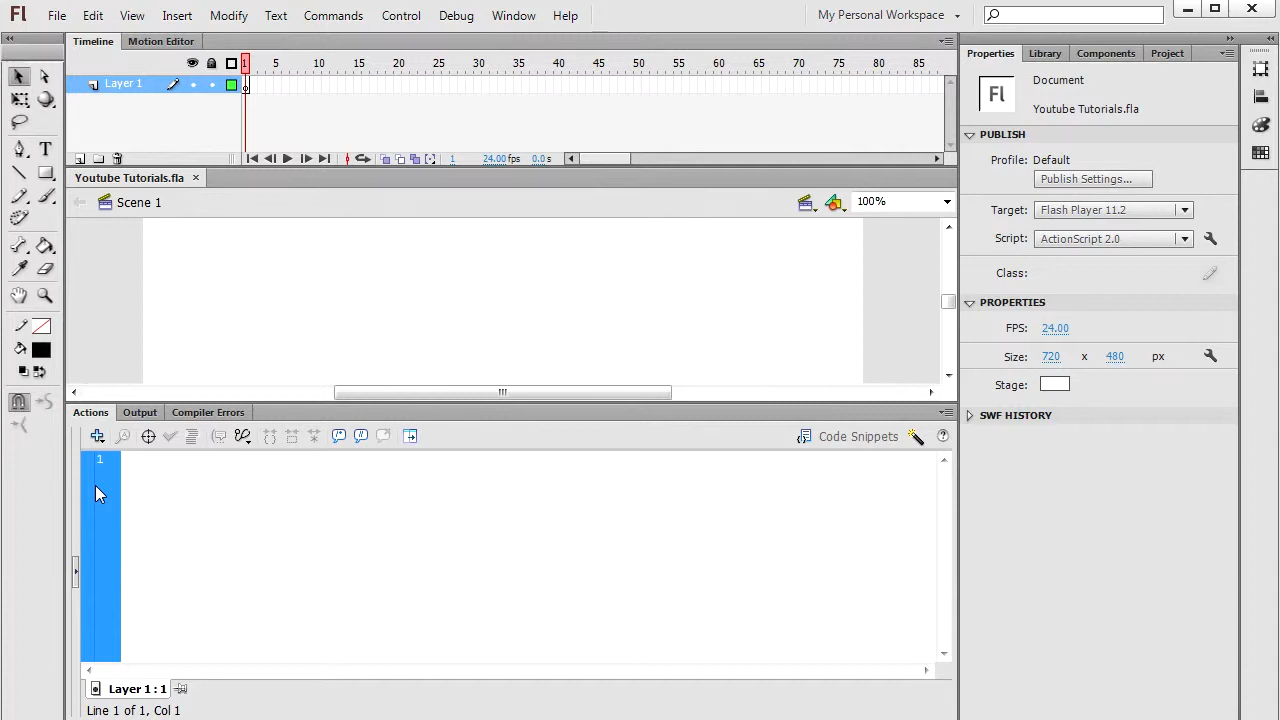 Fl File Edit View Insert Modify Text Commands Control Debug Window Help My Personal Workspace
Timeline Motion Editor
1 5 10 15 20 25 30 35 40 45 50 55 60 65 70 75 80 85
Layer 1
1 24.00 fps 0.0 s
Youtube Tutorials.fla
Scene 1 100%
Actions Output Compiler Errors
Code Snippets
1
Layer 1 : 1
Line 1 of 1, Col 1
Properties Library Components Project
Fl
Document
Youtube Tutorials.fla
PUBLISH
Profile: Default
Publish Settings...
Target: Flash Player 11.2
Script: ActionScript 2.0
Class:
PROPERTIES
FPS: 24.00
Size: 720 x 480 px
Stage:
SWF HISTORY